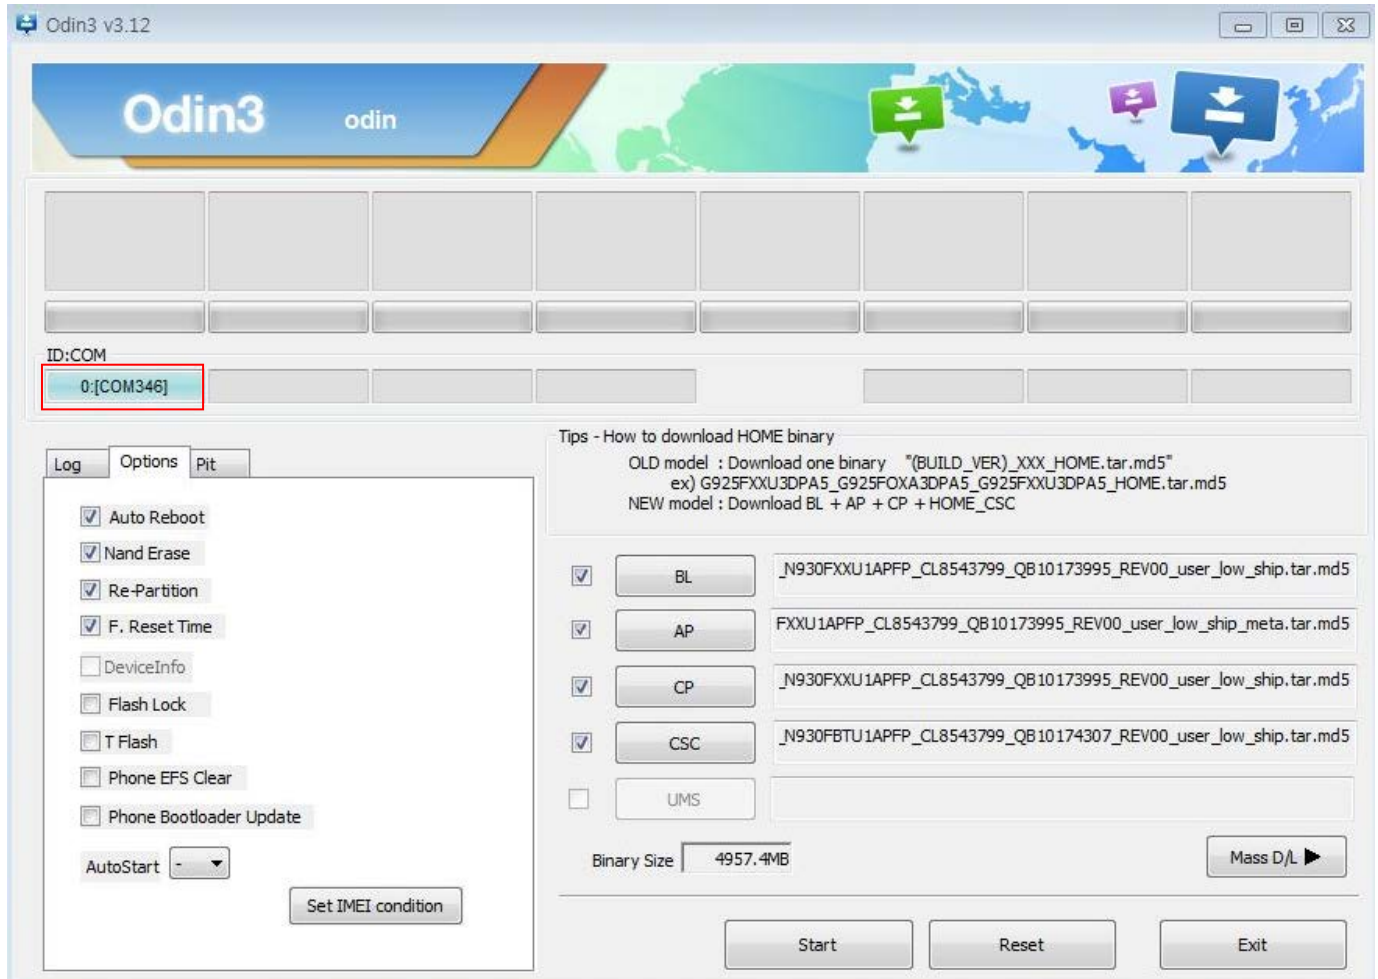 Odin3 v3.12
Odin3 odin
ID:COM
0:[COM346]
Log Options Pit
Auto Reboot
Nand Erase
Re-Partition
F. Reset Time
DeviceInfo
Flash Lock
T Flash
Phone EFS Clear
Phone Bootloader Update
AutoStart -
Set IMEI condition
Tips - How to download HOME binary
OLD model : Download one binary "(BUILD_VER)_XXX_HOME.tar.md5"
ex) G925FXXU3DPA5_G925FOXA3DPA5_G925FXXU3DPA5_HOME.tar.md5
NEW model : Download BL + AP + CP + HOME_CSC
BL _N930FXXU1APFP_CL8543799_QB10173995_REV00_user_low_ship.tar.md5
AP FXXU1APFP_CL8543799_QB10173995_REV00_user_low_ship_meta.tar.md5
CP _N930FXXU1APFP_CL8543799_QB10173995_REV00_user_low_ship.tar.md5
CSC _N930FBTU1APFP_CL8543799_QB10174307_REV00_user_low_ship.tar.md5
UMS
Binary Size 4957.4MB
Mass D/L
Start Reset Exit